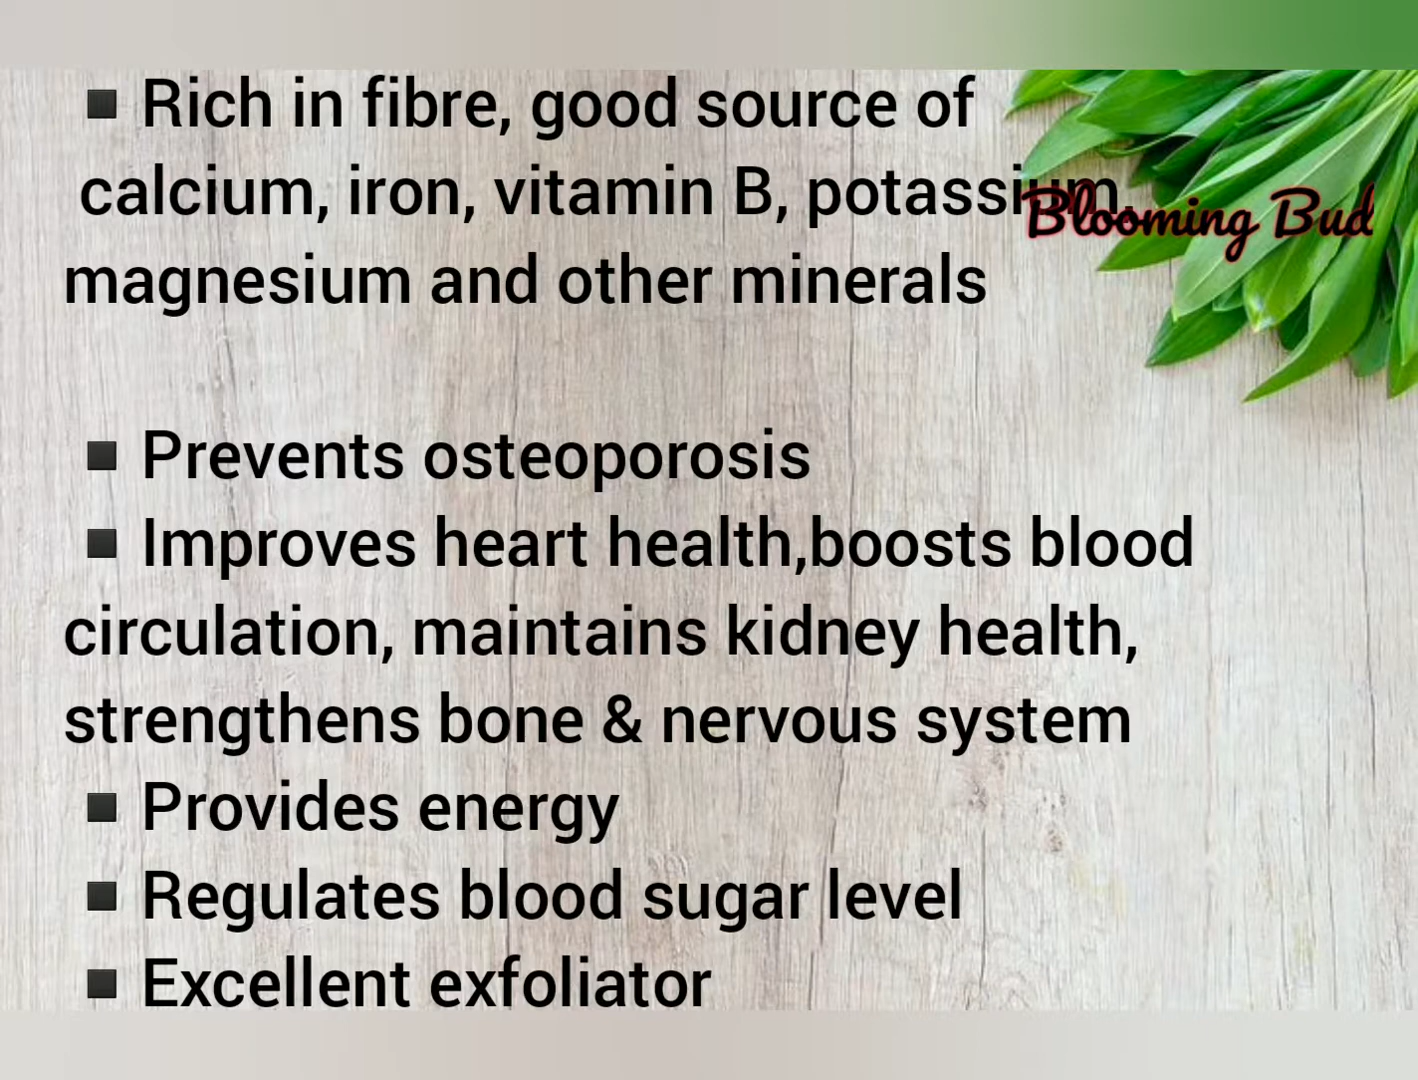 ▪ Rich in fibre, good source of
calcium, iron, vitamin B, potassium,
Blooming Bud
magnesium and other minerals
▪ Prevents osteoporosis
▪ Improves heart health,boosts blood
circulation, maintains kidney health,
strengthens bone & nervous system
▪ Provides energy
▪ Regulates blood sugar level
▪ Excellent exfoliator